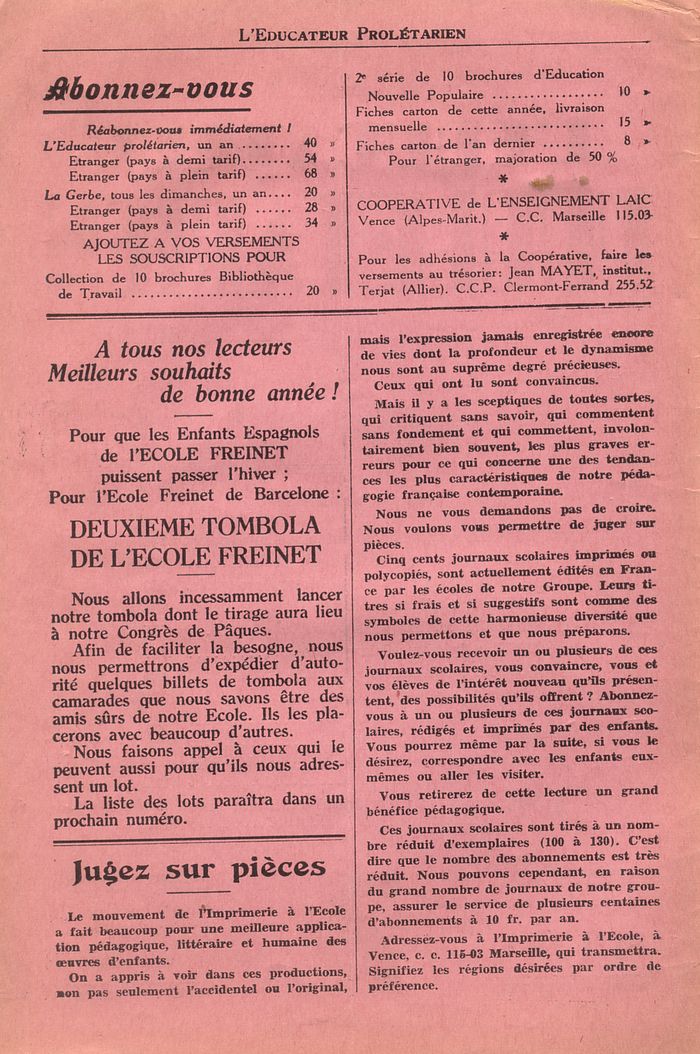 L'EDUCATEUR PROLÉTARIEN
Abonnez-vous
Réabonnez-vous immédiatement !
L'Educateur prolétarien, un an ......... 40 »
Etranger (pays à demi tarif)........ 54 »
Etranger (pays à plein tarif) ...... 68 »
La Gerbe, tous les dimanches, un an.... 20 »
Etranger (pays à demi tarif) ...... 28 »
Etranger (pays à plein tarif) ...... 34 »
AJOUTEZ A VOS VERSEMENTS
LES SOUSCRIPTIONS POUR
Collection de 10 brochures Bibliothèque
de Travail .......................... 20 »
2e série de 10 brochures d'Education
Nouvelle Populaire .................. 10 »
Fiches carton de cette année, livraison
mensuelle ........................... 15 »
Fiches carton de l'an dernier .......... 8 »
Pour l'étranger, majoration de 50 %
*
COOPERATIVE de L'ENSEIGNEMENT LAIC
Vence (Alpes-Marit.) — C.C. Marseille 115.03
*
Pour les adhésions à la Coopérative, faire les
versements au trésorier: Jean MAYET, institut.,
Terjat (Allier). C.C.P. Clermont-Ferrand 255.52
A tous nos lecteurs
Meilleurs souhaits
de bonne année !
Pour que les Enfants Espagnols
de l'ECOLE FREINET
puissent passer l'hiver ;
Pour l'Ecole Freinet de Barcelone :
DEUXIEME TOMBOLA
DE L'ECOLE FREINET
Nous allons incessamment lancer
notre tombola dont le tirage aura lieu
à notre Congrès de Pâques.
Afin de faciliter la besogne, nous
nous permettrons d'expédier d'auto-
rité quelques billets de tombola aux
camarades que nous savons être des
amis sûrs de notre Ecole. Ils les pla-
cerons avec beaucoup d'autres.
Nous faisons appel à ceux qui le
peuvent aussi pour qu'ils nous adres-
sent un lot.
La liste des lots paraîtra dans un
prochain numéro.
Jugez sur pièces
Le mouvement de l'Imprimerie à l'Ecole
a fait beaucoup pour une meilleure applica-
tion pédagogique, littéraire et humaine des
œuvres d'enfants.
On a appris à voir dans ces productions,
non pas seulement l'accidentel ou l'original,
mais l'expression jamais enregistrée encore
de vies dont la profondeur et le dynamisme
nous sont au suprême degré précieuses.
Ceux qui ont lu sont convaincus.
Mais il y a les sceptiques de toutes sortes,
qui critiquent sans savoir, qui commentent
sans fondement et qui commettent, involon-
tairement bien souvent, les plus graves er-
reurs pour ce qui concerne une des tendan-
ces les plus caractéristiques de notre péda-
gogie française contemporaine.
Nous ne vous demandons pas de croire.
Nous voulons vous permettre de juger sur
pièces.
Cinq cents journaux scolaires imprimés ou
polycopiés, sont actuellement édités en Fran-
ce par les écoles de notre Groupe. Leurs ti-
tres si frais et si suggestifs sont comme des
symboles de cette harmonieuse diversité que
nous permettons et que nous préparons.
Voulez-vous recevoir un ou plusieurs de ces
journaux scolaires, vous convaincre, vous et
vos élèves de l'intérêt nouveau qu'ils présen-
tent, des possibilités qu'ils offrent ? Abonnez-
vous à un ou plusieurs de ces journaux sco-
laires, rédigés et imprimés par des enfants.
Vous pourrez même par la suite, si vous le
désirez, correspondre avec les enfants eux-
mêmes ou aller les visiter.
Vous retirerez de cette lecture un grand
bénéfice pédagogique.
Ces journaux scolaires sont tirés à un nom-
bre réduit d'exemplaires (100 à 130). C'est
dire que le nombre des abonnements est très
réduit. Nous pouvons cependant, en raison
du grand nombre de journaux de notre grou-
pe, assurer le service de plusieurs centaines
d'abonnements à 10 fr. par an.
Adressez-vous à l'Imprimerie à l'Ecole, à
Vence, c. c. 115-03 Marseille, qui transmettra.
Signifiez les régions désirées par ordre de
préférence.